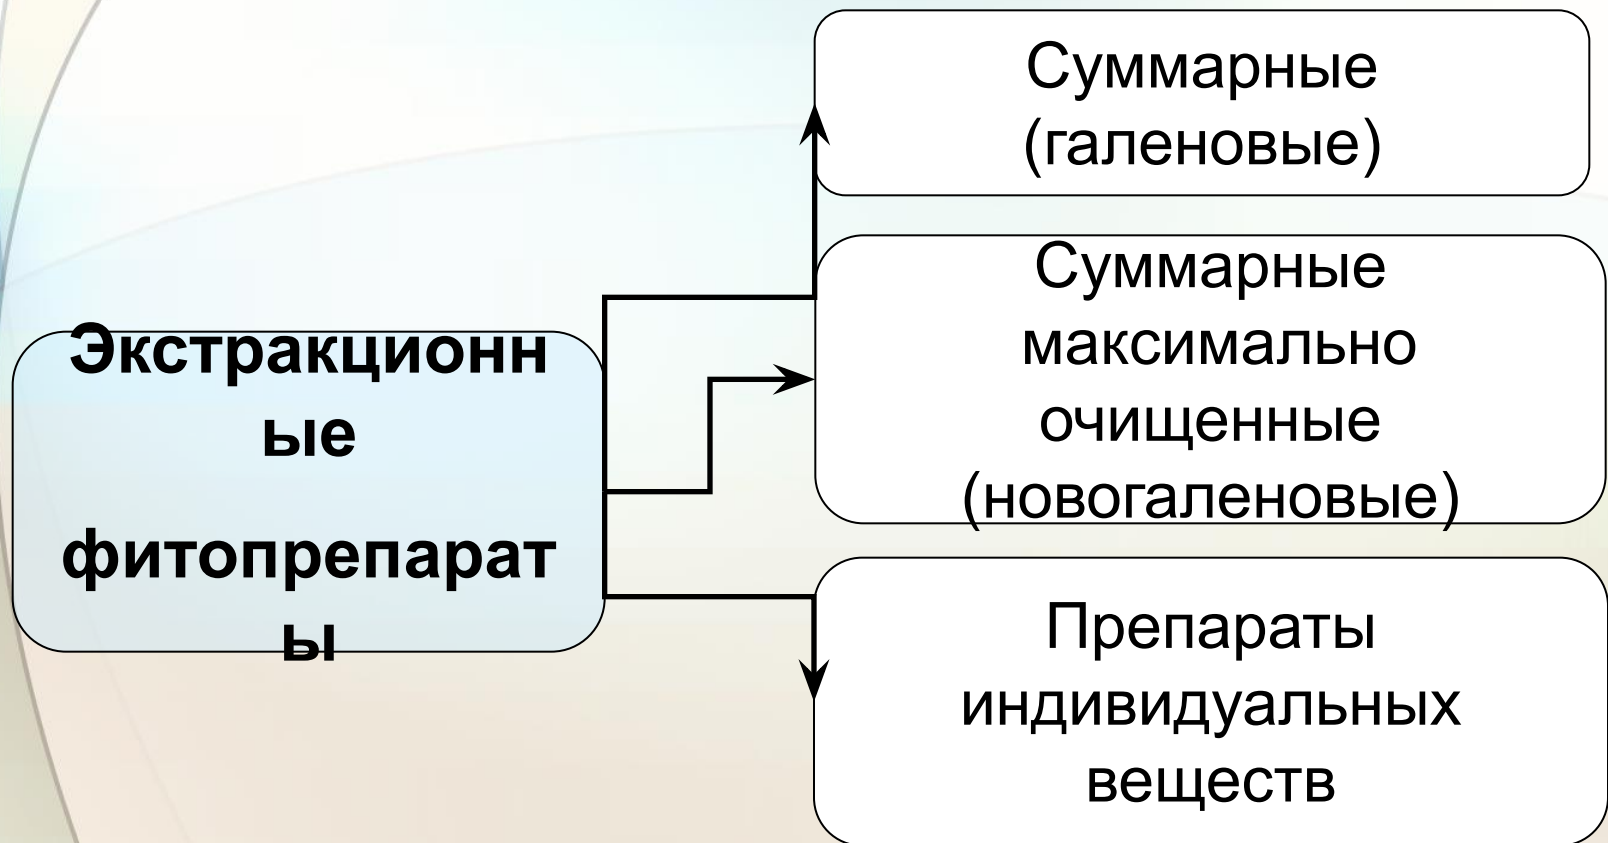 Экстракционн
ые
фитопрепарат
ы
Суммарные
(галеновые)
Суммарные
максимально
очищенные
(новогаленовые)
Препараты
индивидуальных
веществ